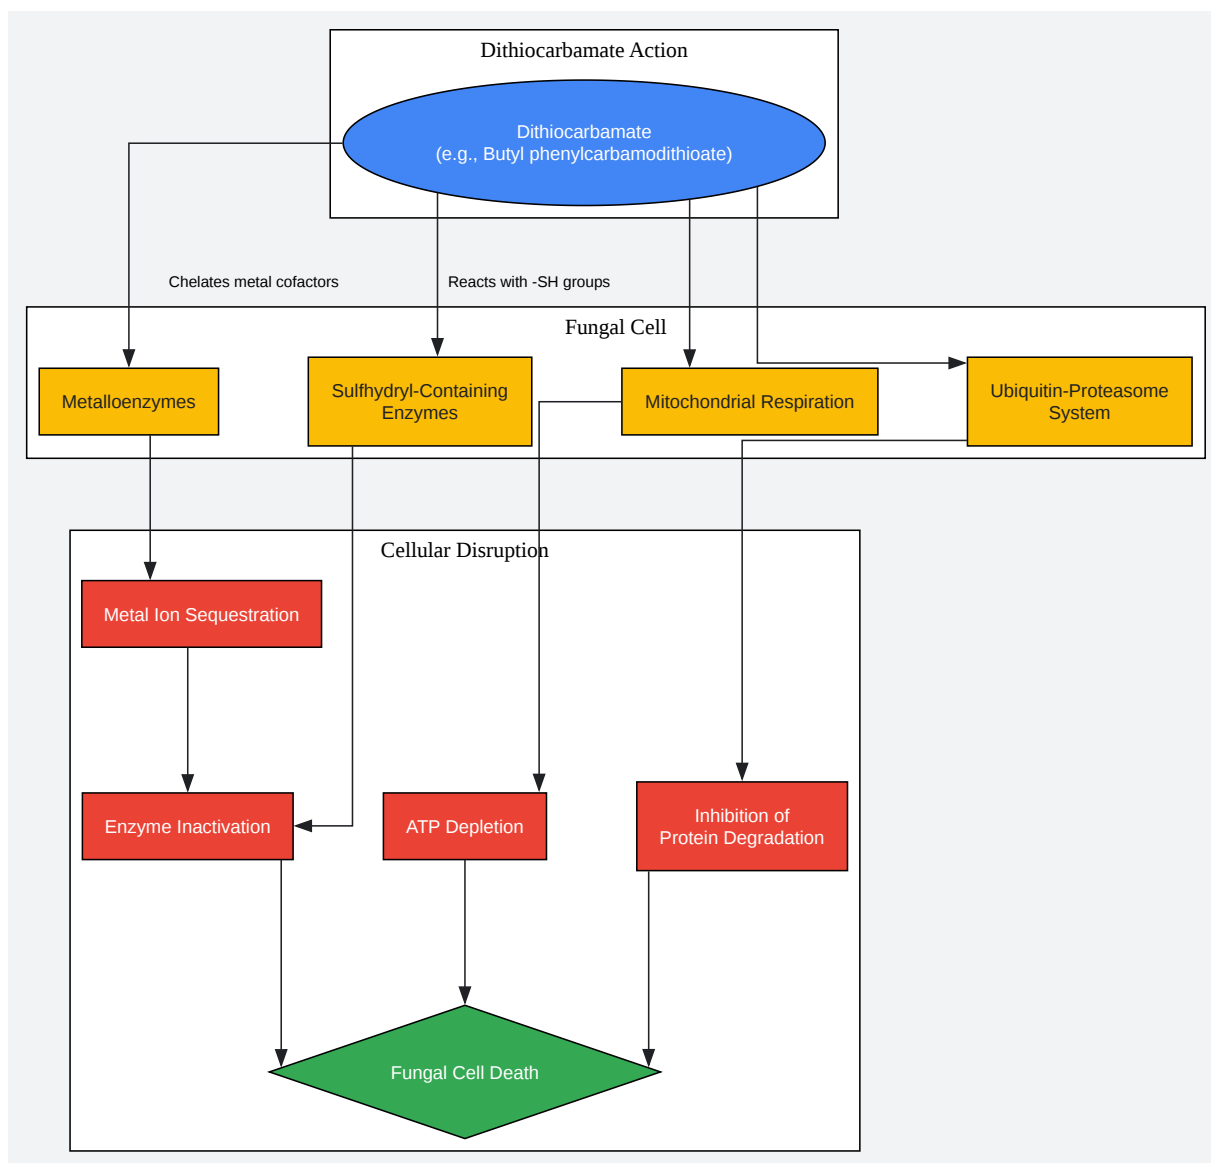 Dithiocarbamate Action
Dithiocarbamate
(e.g., Butyl phenylcarbamodithioate)
Chelates metal cofactors
Reacts with -SH groups
Fungal Cell
Metalloenzymes
Sulfhydryl-Containing
Enzymes
Mitochondrial Respiration
Ubiquitin-Proteasome
System
Cellular Disruption
Metal Ion Sequestration
Enzyme Inactivation
ATP Depletion
Inhibition of
Protein Degradation
Fungal Cell Death